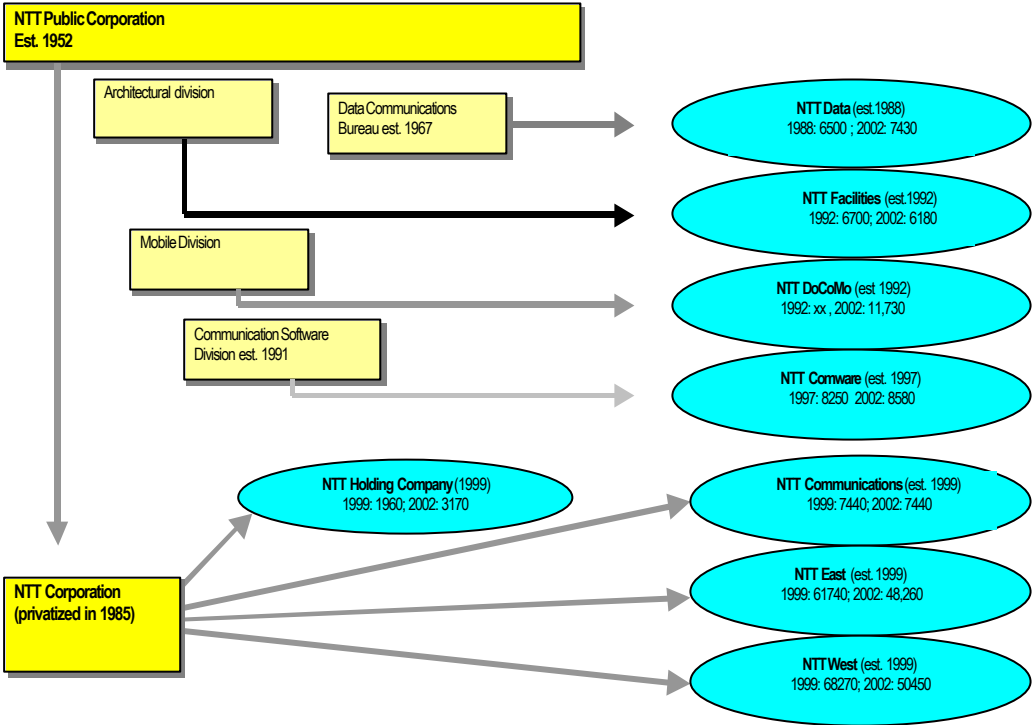 NTT Public Corporation
Est. 1952
Architectural division
Data Communications
Bureau est. 1967
NTT Data (est.1988)
1988: 6500 ; 2002: 7430
NTT Facilities (est.1992)
1992: 6700; 2002: 6180
Mobile Division
NTT DoCoMo (est 1992)
1992: xx , 2002: 11,730
Communication Software
Division est. 1991
NTT Comware (est. 1997)
1997: 8250 2002: 8580
NTT Holding Company (1999)
1999: 1960; 2002: 3170
NTT Communications (est. 1999)
1999: 7440; 2002: 7440
NTT Corporation
(privatized in 1985)
NTT East (est. 1999)
1999: 61740; 2002: 48,260
NTT West (est. 1999)
1999: 68270; 2002: 50450